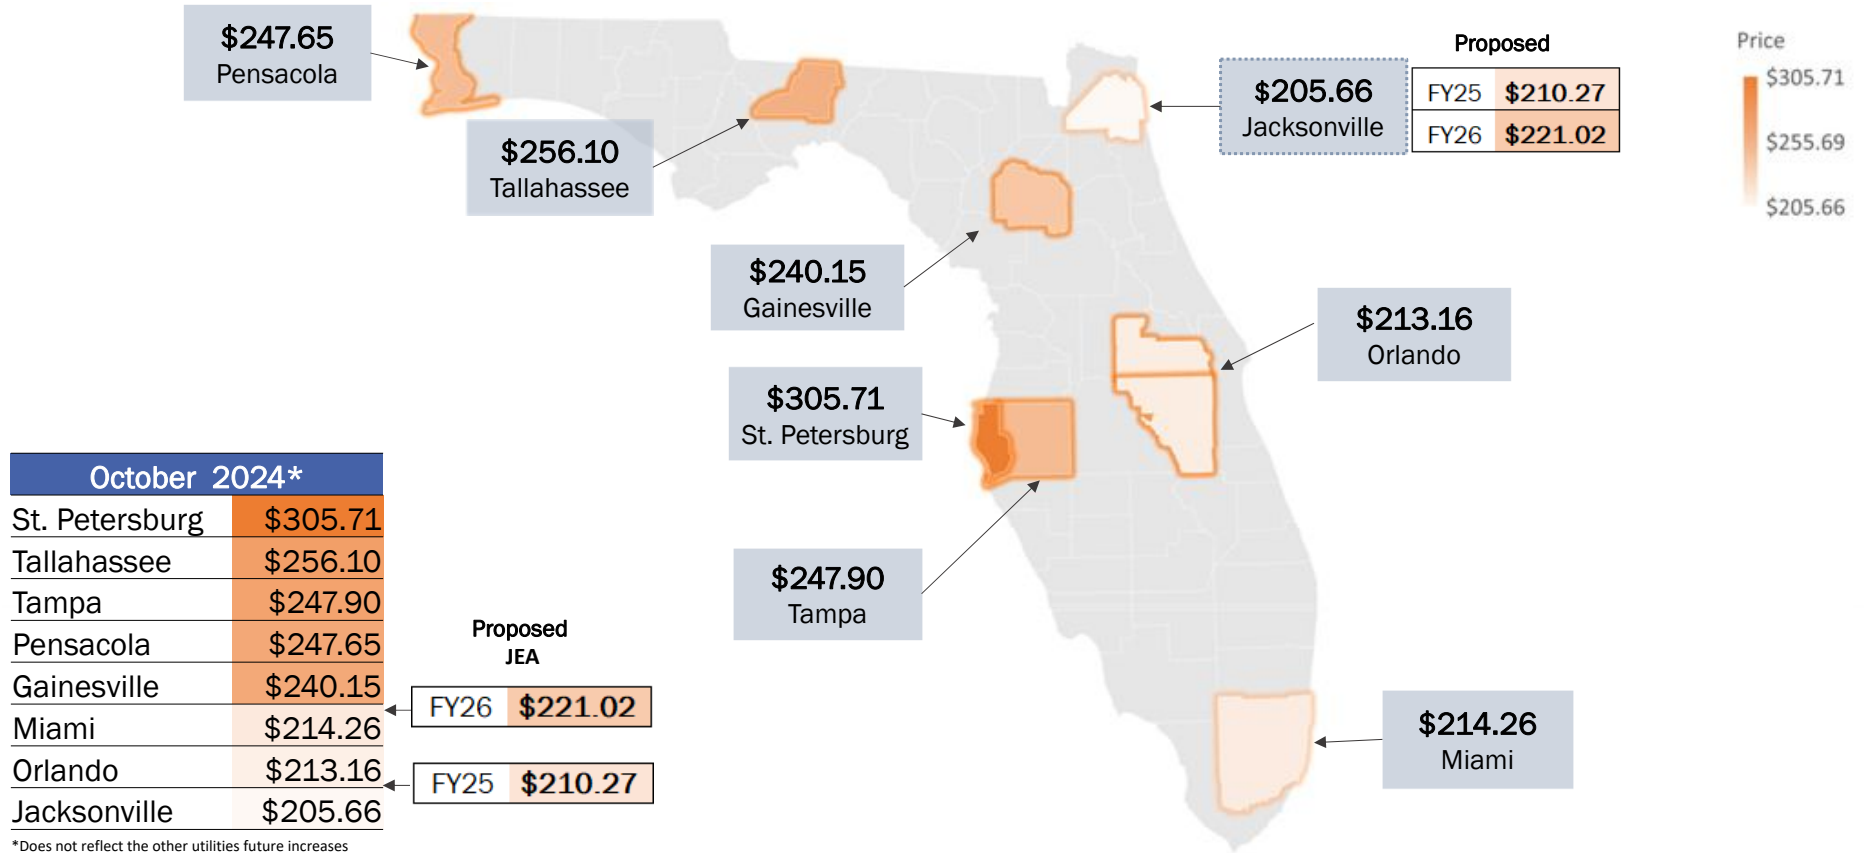 $247.65
Pensacola
$256.10
Tallahassee
$205.66
Jacksonville
Proposed
FY25 $210.27
FY26 $221.02
Price
$305.71
$255.69
$205.66
$240.15
Gainesville
$213.16
Orlando
$305.71
St. Petersburg
$247.90
Tampa
$214.26
Miami
October 2024*
St. Petersburg $305.71
Tallahassee $256.10
Tampa $247.90
Pensacola $247.65
Gainesville $240.15
Miami $214.26
Orlando $213.16
Jacksonville $205.66
*Does not reflect the other utilities future increases
Proposed
JEA
FY26 $221.02
FY25 $210.27